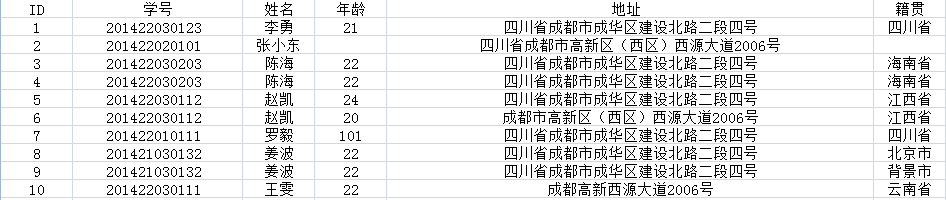 ID 学号 姓名 年龄 地址 籍贯
1 201422030123 李勇 21 四川省成都市成华区建设北路二段四号 四川省
2 201422020101 张小东 四川省成都市高新区（西区）西源大道2006号
3 201422030203 陈海 22 四川省成都市成华区建设北路二段四号 海南省
4 201422030203 陈海 22 四川省成都市成华区建设北路二段四号 海南省
5 201422030112 赵凯 24 四川省成都市成华区建设北路二段四号 江西省
6 201422030112 赵凯 20 成都市高新区（西区）西源大道2006号 江西省
7 201422010111 罗毅 101 四川省成都市成华区建设北路二段四号 四川省
8 201421030132 姜波 22 四川省成都市成华区建设北路二段四号 北京市
9 201421030132 姜波 22 四川省成都市成华区建设北路二段四号 背景市
10 201422030111 王雯 22 成都高新西源大道2006号 云南省